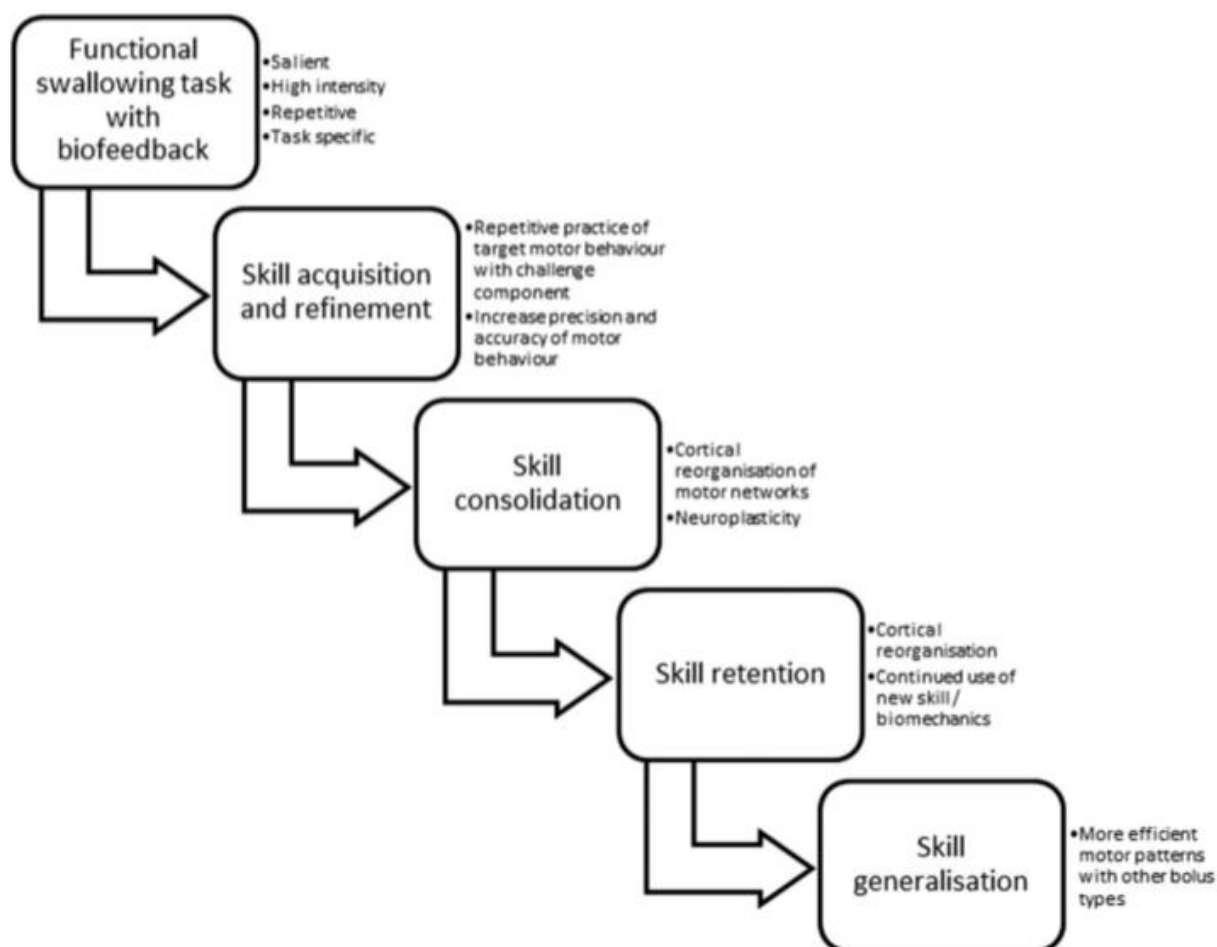 Functional
swallowing task
with
biofeedback
•Salient
•High intensity
•Repetitive
•Task specific
Skill acquisition
and refinement
•Repetitive practice of
target motor behaviour
with challenge
component
•Increase precision and
accuracy of motor
behaviour
Skill
consolidation
•Cortical
reorganisation of
motor networks
•Neuroplasticity
Skill retention
•Cortical
reorganisation
•Continued use of
new skill/
biomechanics
Skill
generalisation
•More efficient
motor patterns
with other bolus
types